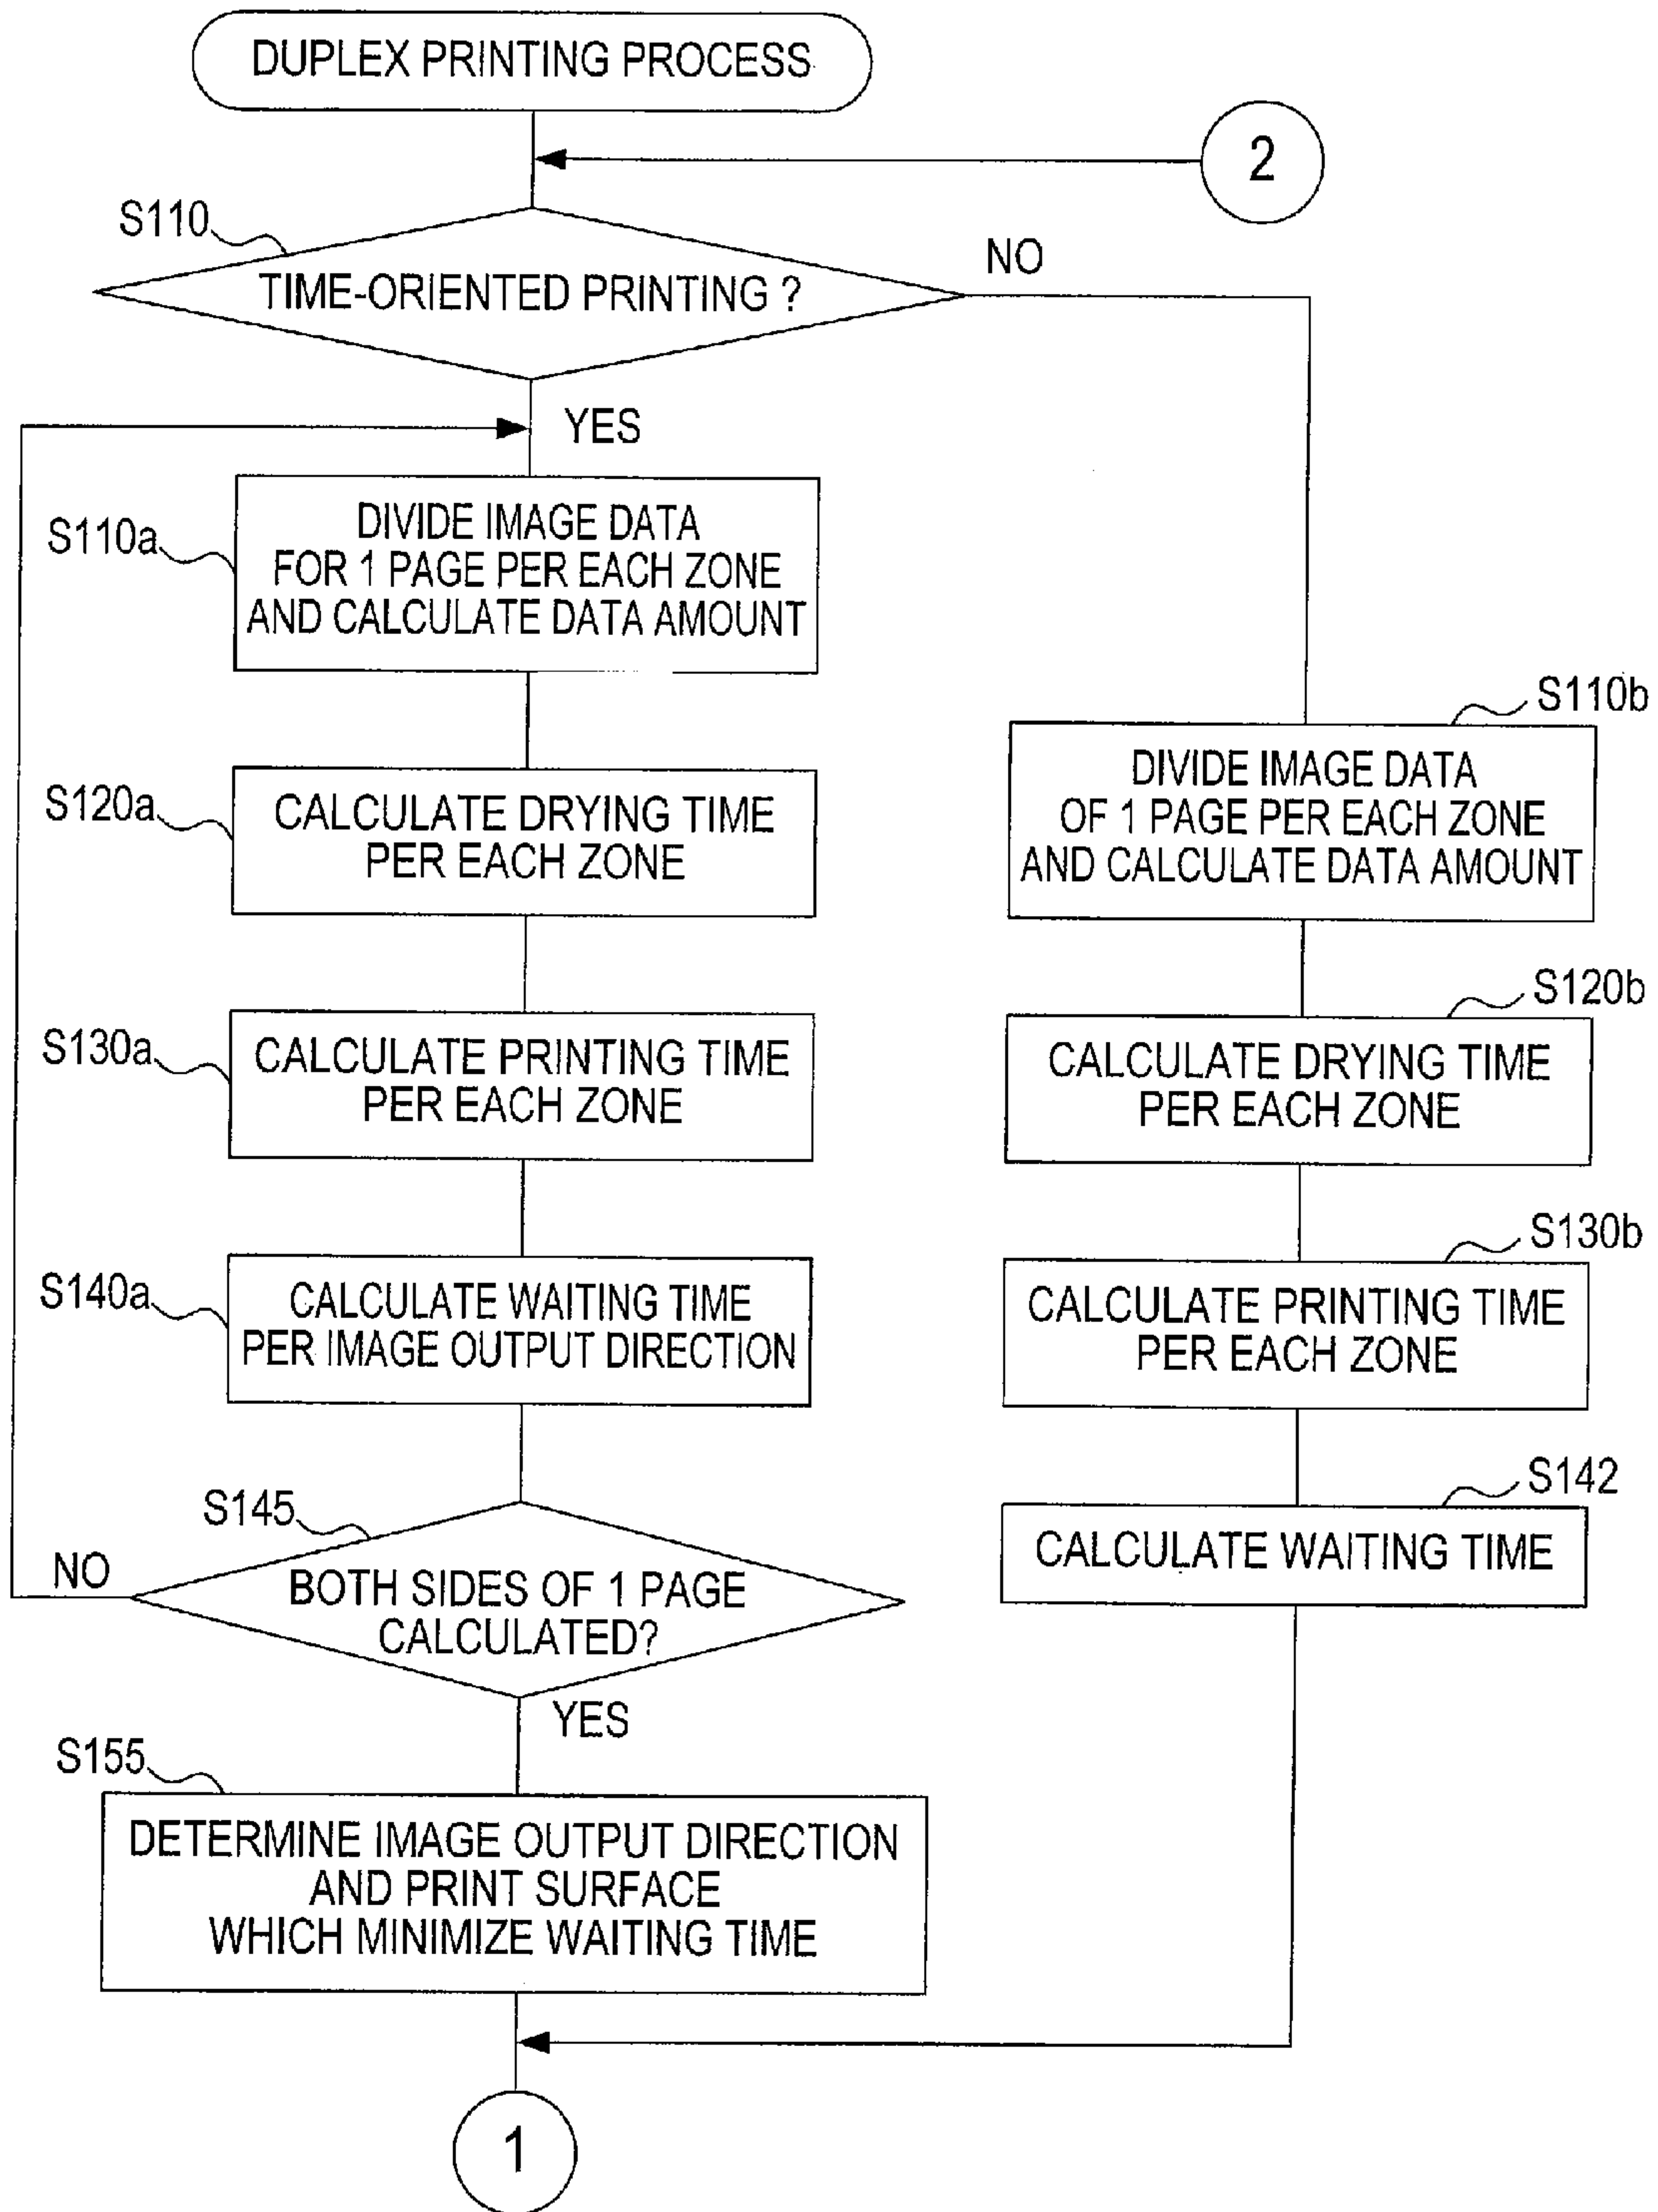 DUPLEX PRINTING PROCESS
2
S110
TIME-ORIENTED PRINTING ?
NO
YES
S110a
DIVIDE IMAGE DATA
FOR 1 PAGE PER EACH ZONE
AND CALCULATE DATA AMOUNT
S120a
CALCULATE DRYING TIME
PER EACH ZONE
S130a
CALCULATE PRINTING TIME
PER EACH ZONE
S140a
CALCULATE WAITING TIME
PER IMAGE OUTPUT DIRECTION
S145
NO
BOTH SIDES OF 1 PAGE
CALCULATED?
YES
S155
DETERMINE IMAGE OUTPUT DIRECTION
AND PRINT SURFACE
WHICH MINIMIZE WAITING TIME
S110b
DIVIDE IMAGE DATA
OF 1 PAGE PER EACH ZONE
AND CALCULATE DATA AMOUNT
S120b
CALCULATE DRYING TIME
PER EACH ZONE
S130b
CALCULATE PRINTING TIME
PER EACH ZONE
S142
CALCULATE WAITING TIME
1